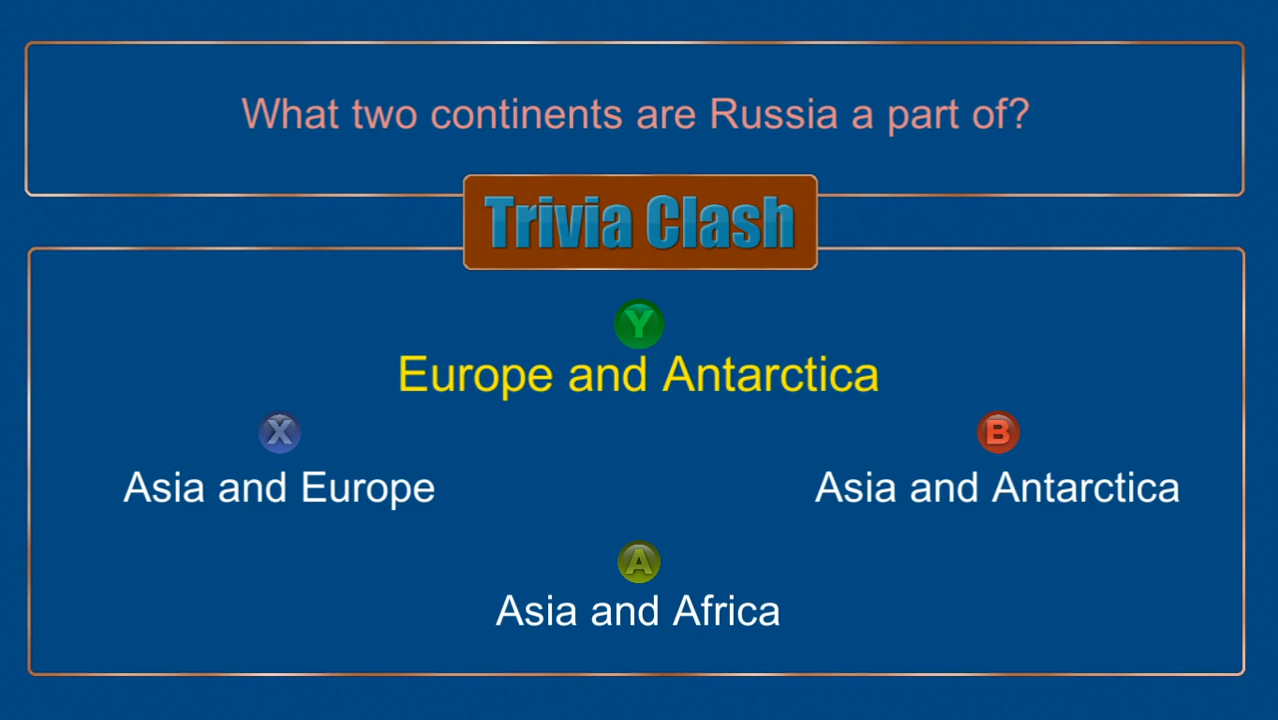 What two continents are Russia a part of?
Trivia Clash
Y
Europe and Antarctica
X
B
Asia and Europe
Asia and Antarctica
A
Asia and Africa